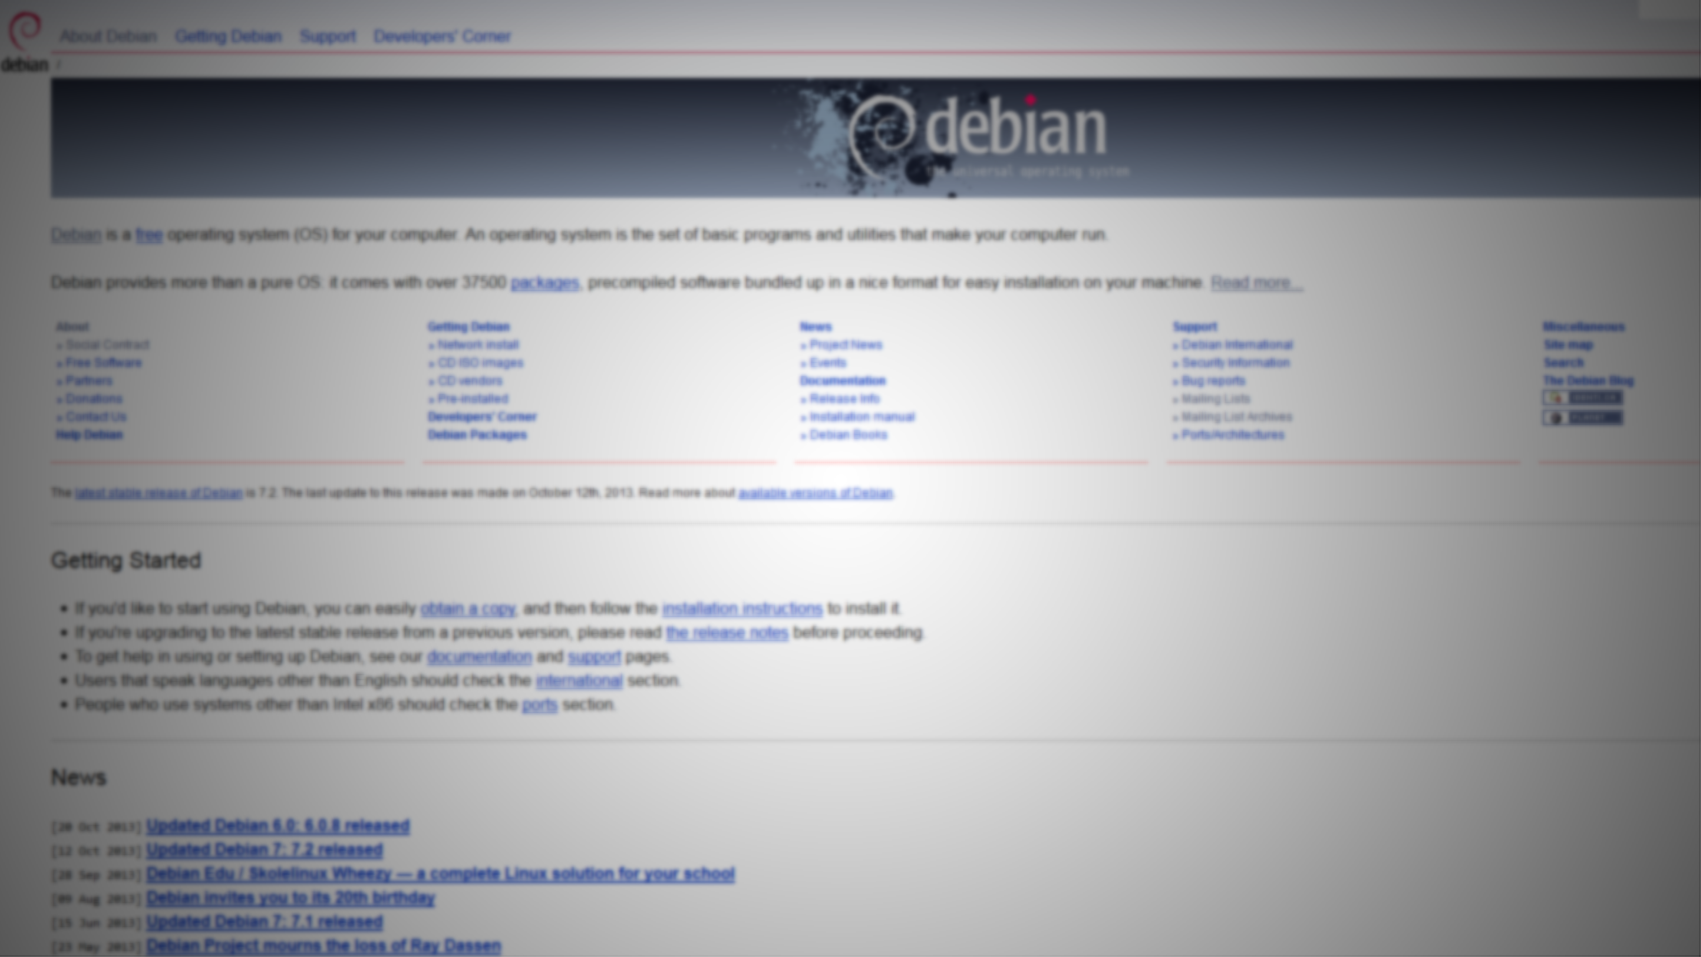 About Debian Getting Debian Support Developers' Corner
debian /
debian
the universal operating system
Debian is a free operating system (OS) for your computer. An operating system is the set of basic programs and utilities that make your computer run.
Debian provides more than a pure OS: it comes with over 37500 packages, precompiled software bundled up in a nice format for easy installation on your machine. Read more...
About
» Social Contract
» Free Software
» Partners
» Donations
» Contact Us
Help Debian
Getting Debian
» Network install
» CD ISO images
» CD vendors
» Pre-installed
Developers' Corner
Debian Packages
News
» Project News
» Events
Documentation
» Release Info
» Installation manual
» Debian Books
Support
» Debian International
» Security Information
» Bug reports
» Mailing Lists
» Mailing List Archives
» Ports/Architectures
Miscellaneous
Site map
Search
The Debian Blog
The latest stable release of Debian is 7.2. The last update to this release was made on October 12th, 2013. Read more about available versions of Debian.
Getting Started
• If you'd like to start using Debian, you can easily obtain a copy, and then follow the installation instructions to install it.
• If you're upgrading to the latest stable release from a previous version, please read the release notes before proceeding.
• To get help in using or setting up Debian, see our documentation and support pages.
• Users that speak languages other than English should check the international section.
• People who use systems other than Intel x86 should check the ports section.
News
[20 Oct 2013] Updated Debian 6.0: 6.0.8 released
[12 Oct 2013] Updated Debian 7: 7.2 released
[28 Sep 2013] Debian Edu / Skolelinux Wheezy — a complete Linux solution for your school
[09 Aug 2013] Debian invites you to its 20th birthday
[15 Jun 2013] Updated Debian 7: 7.1 released
[23 May 2013] Debian Project mourns the loss of Ray Dassen